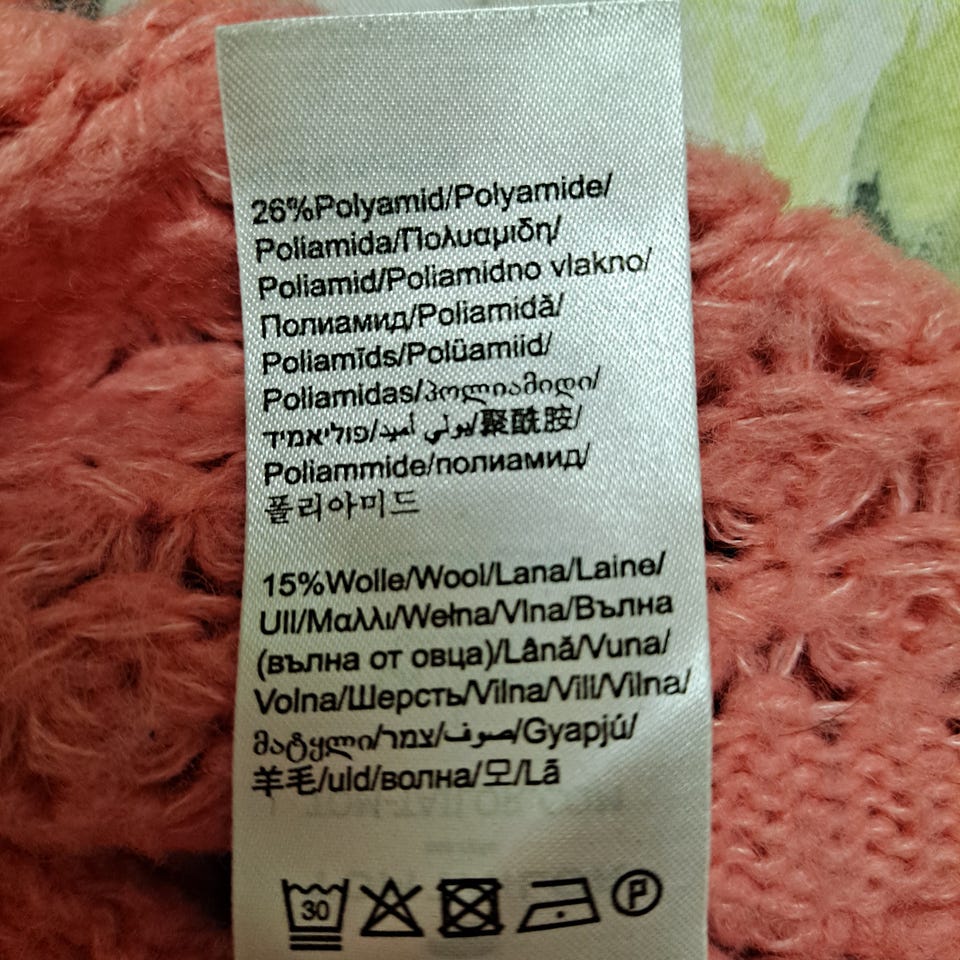 26%Polyamid/Polyamide/
Poliamida/Πολυαμιδη/
Poliamid/Poliamidno vlakno/
Полиамид/Poliamidă/
Poliamīds/Polüamiid/
Poliamidas/პოლიამიდი/
פוליאמיד/بولي أميد/聚酰胺/
Poliammide/полиамид/
폴리아미드
15%Wolle/Wool/Lana/Laine/
Ull/Μαλλι/Wełna/Vlna/Вълна
(вълна от овца)/Lână/Vuna/
Volna/Шерсть/Vilna/Vill/Vilna/
მატყლი/צמר/صوف/Gyapjú/
羊毛/uld/волна/모/Lã
30
P